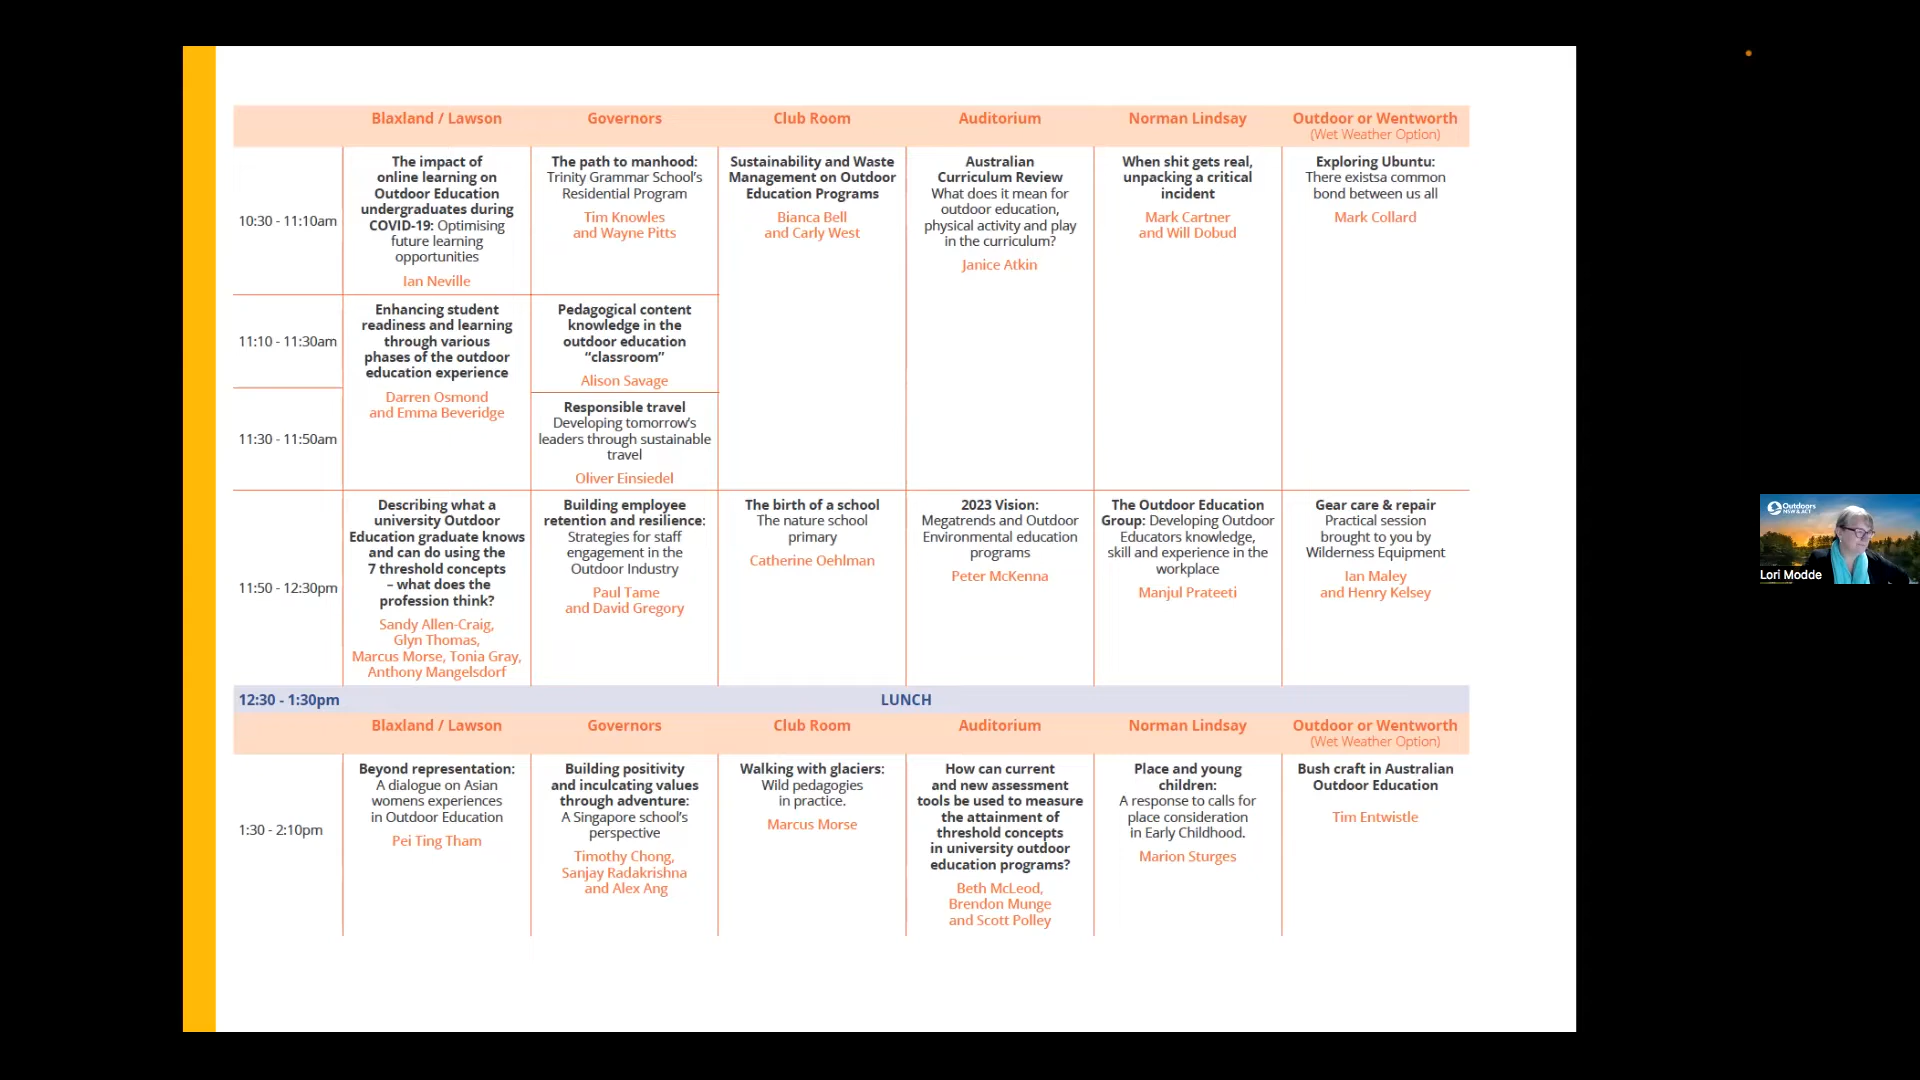 Blaxland / Lawson
Governors
Club Room
Auditorium
Norman Lindsay
Outdoor or Wentworth
(Wet Weather Option)
10:30 - 11:10am
The impact of
online learning on
Outdoor Education
undergraduates during
COVID-19: Optimising
future learning
opportunities
Ian Neville
The path to manhood:
Trinity Grammar School's
Residential Program
Tim Knowles
and Wayne Pitts
Sustainability and Waste
Management on Outdoor
Education Programs
Bianca Bell
and Carly West
Australian
Curriculum Review
What does it mean for
outdoor education,
physical activity and play
in the curriculum?
Janice Atkin
When shit gets real,
unpacking a critical
incident
Mark Cartner
and Will Dobud
Exploring Ubuntu:
There existsa common
bond between us all
Mark Collard
11:10 - 11:30am
Enhancing student
readiness and learning
through various
phases of the outdoor
education experience
Darren Osmond
and Emma Beveridge
Pedagogical content
knowledge in the
outdoor education
“classroom”
Alison Savage
11:30 - 11:50am
Responsible travel
Developing tomorrow's
leaders through sustainable
travel
Oliver Einsiedel
11:50 - 12:30pm
Describing what a
university Outdoor
Education graduate knows
and can do using the
7 threshold concepts
– what does the
profession think?
Sandy Allen-Craig,
Glyn Thomas,
Marcus Morse, Tonia Gray,
Anthony Mangelsdorf
Building employee
retention and resilience:
Strategies for staff
engagement in the
Outdoor Industry
Paul Tame
and David Gregory
The birth of a school
The nature school
primary
Catherine Oehlman
2023 Vision:
Megatrends and Outdoor
Environmental education
programs
Peter McKenna
The Outdoor Education
Group: Developing Outdoor
Educators knowledge,
skill and experience in the
workplace
Manjul Prateeti
Gear care & repair
Practical session
brought to you by
Wilderness Equipment
Ian Maley
and Henry Kelsey
12:30 - 1:30pm
LUNCH
Blaxland / Lawson
Governors
Club Room
Auditorium
Norman Lindsay
Outdoor or Wentworth
(Wet Weather Option)
1:30 - 2:10pm
Beyond representation:
A dialogue on Asian
womens experiences
in Outdoor Education
Pei Ting Tham
Building positivity
and inculcating values
through adventure:
A Singapore school's
perspective
Timothy Chong,
Sanjay Radakrishna
and Alex Ang
Walking with glaciers:
Wild pedagogies
in practice.
Marcus Morse
How can current
and new assessment
tools be used to measure
the attainment of
threshold concepts
in university outdoor
education programs?
Beth McLeod,
Brendon Munge
and Scott Polley
Place and young
children:
A response to calls for
place consideration
in Early Childhood.
Marion Sturges
Bush craft in Australian
Outdoor Education
Tim Entwistle
Outdoors
NSW & ACT
Lori Modde